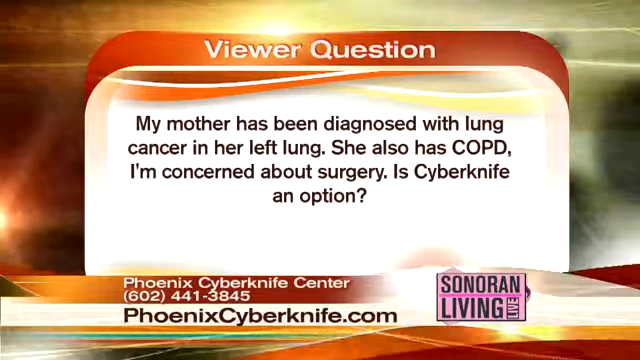 Viewer Question
My mother has been diagnosed with lung
cancer in her left lung. She also has COPD,
I'm concerned about surgery. Is Cyberknife
an option?
Phoenix Cyberknife Center
(602) 441-3845
PhoenixCyberknife.com
SONORAN
LIVING LIVE